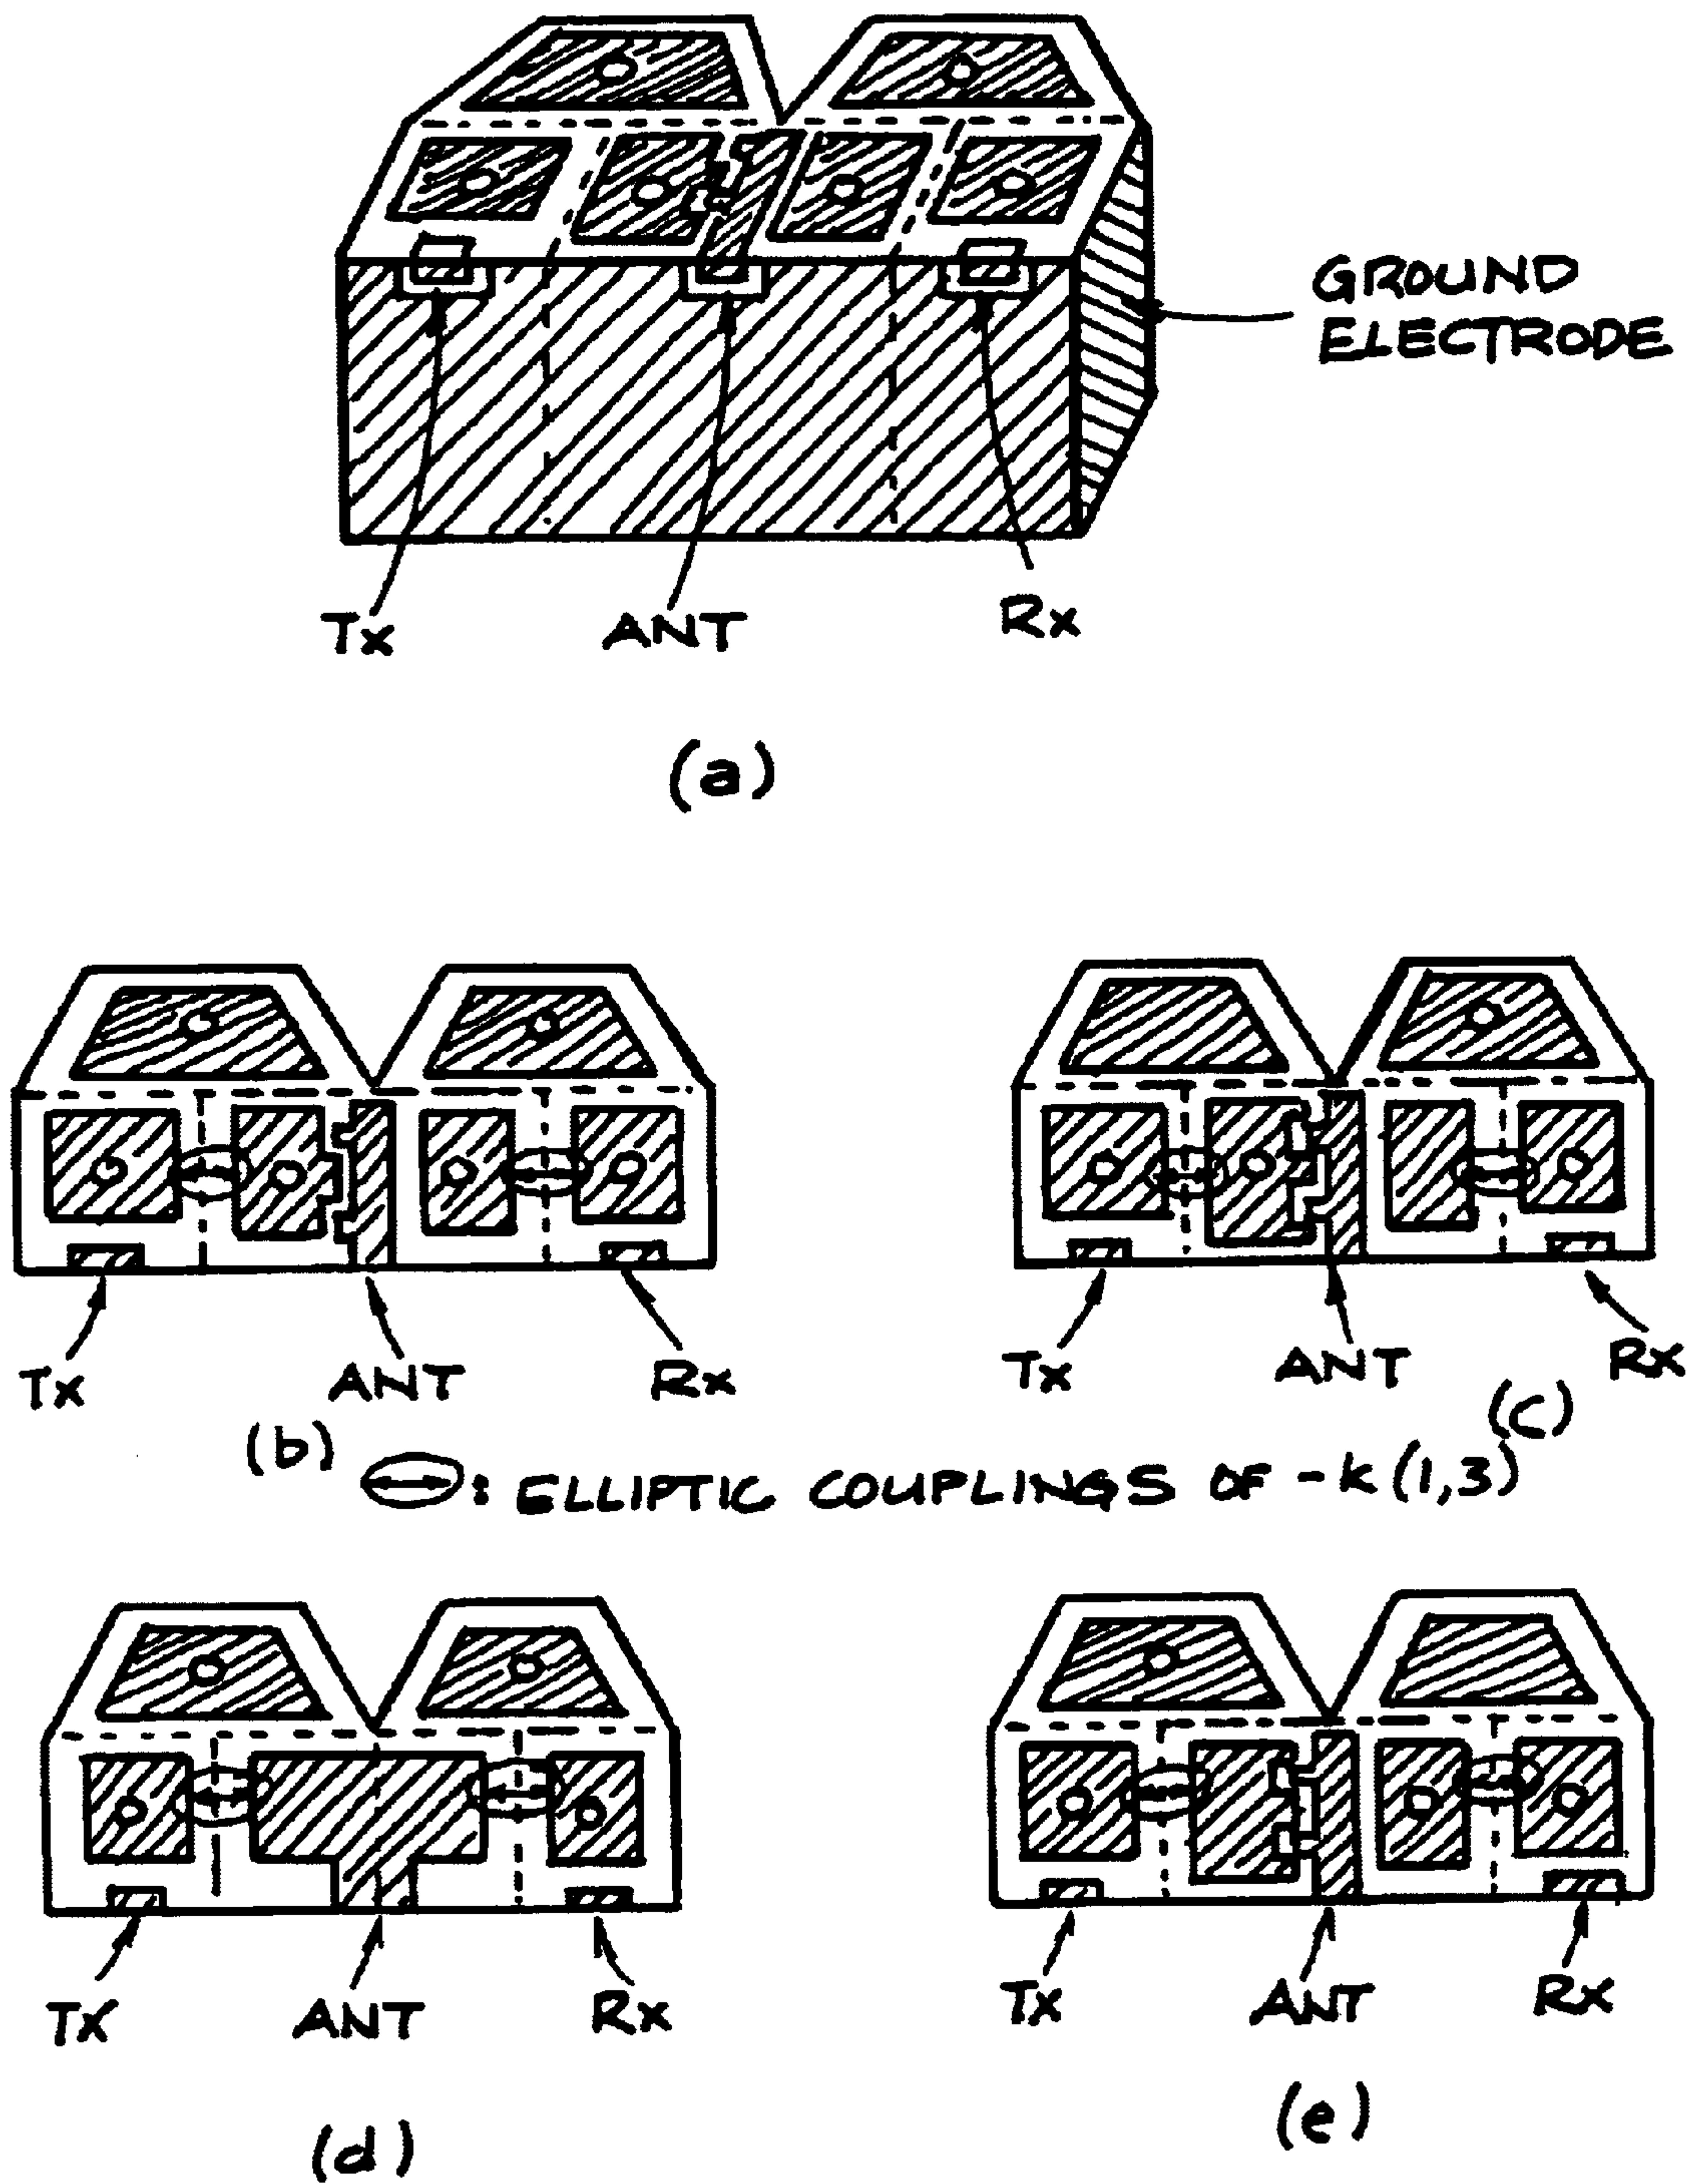 GROUND
ELECTRODE
Tx
ANT
Rx
(a)
Tx
ANT
Rx
(b)
Tx
ANT
Rx
(c)
: ELLIPTIC COUPLINGS OF -K(1,3)
Tx
ANT
Rx
(d)
Tx
ANT
Rx
(e)